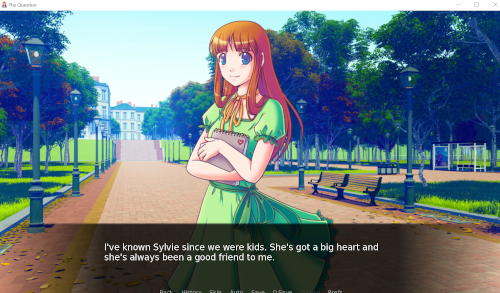 The Question
I've known Sylvie since we were kids. She's got a big heart and
she's always been a good friend to me.
Back History Skip Auto Save Q.Save Prefs